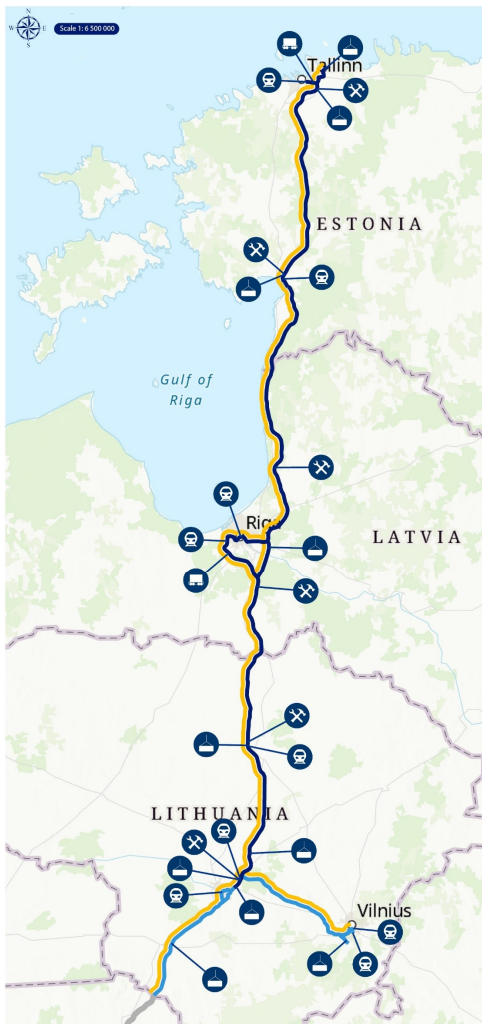 N
W
E
S
Scale 1: 6 500 000
Tallinn
ESTONIA
Gulf of
Riga
Riga
LATVIA
LITHUANIA
Vilnius